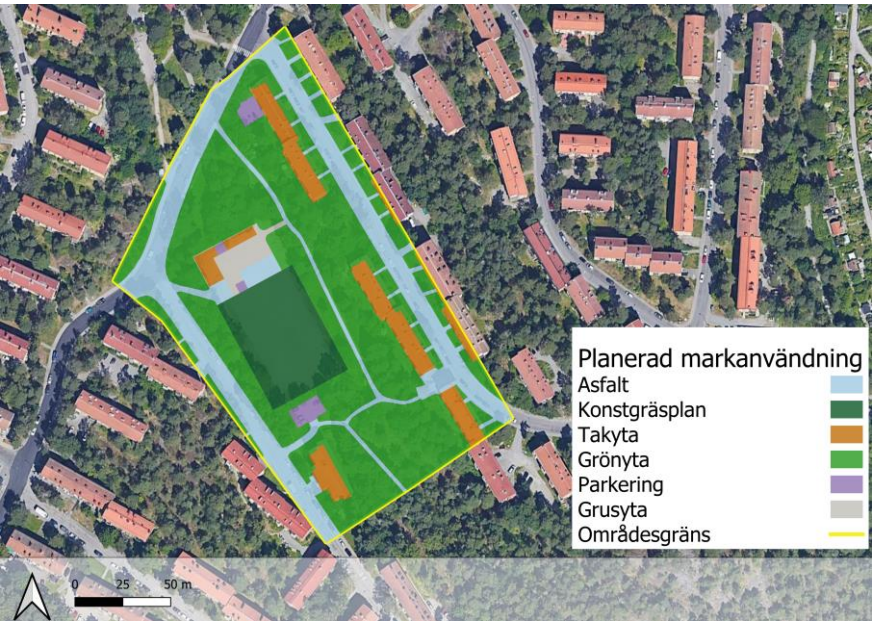 Planerad markanvändning
Asfalt
Konstgräsplan
Takyta
Grönyta
Parkering
Grusyta
Områdesgräns
0 25 50 m